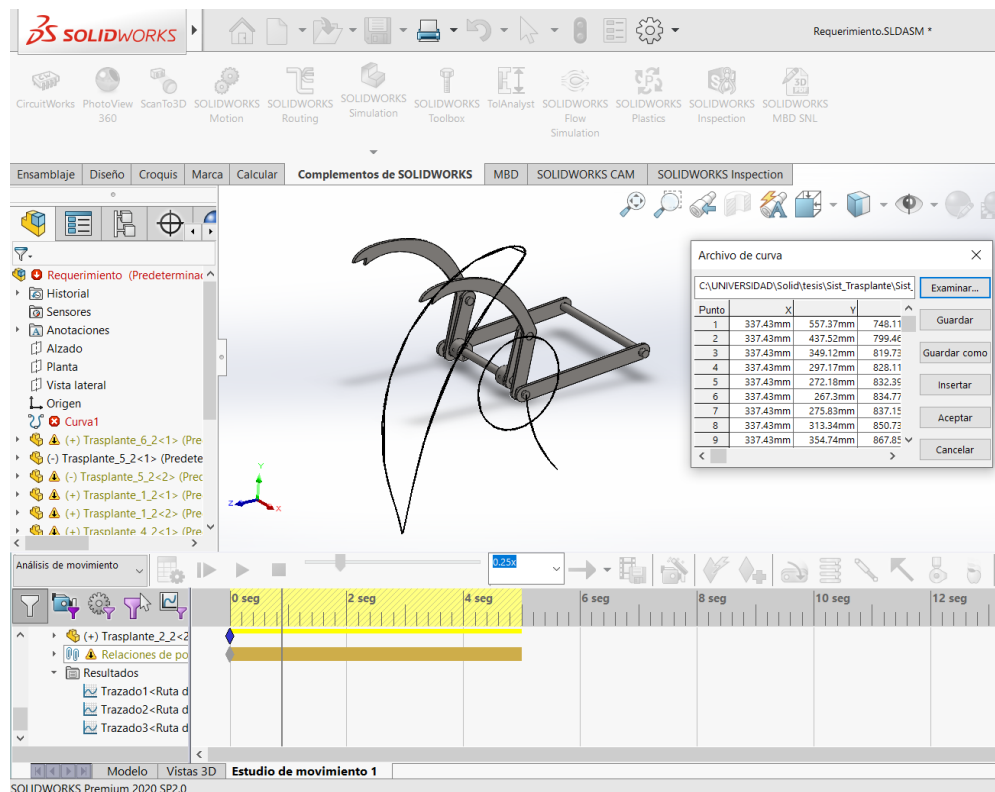 SOLIDWORKS
Requerimiento.SLDASM *
CircuitWorks
PhotoView 360
ScanTo3D
SOLIDWORKS Motion
SOLIDWORKS Routing
SOLIDWORKS Simulation
SOLIDWORKS Toolbox
TolAnalyst
SOLIDWORKS Flow Simulation
SOLIDWORKS Plastics
SOLIDWORKS Inspection
SOLIDWORKS MBD SNL
Ensamblaje Diseño Croquis Marca Calcular Complementos de SOLIDWORKS MBD SOLIDWORKS CAM SOLIDWORKS Inspection
Requerimiento (Predeterminac
Historial
Sensores
Anotaciones
Alzado
Planta
Vista lateral
Origen
Curva1
(+) Trasplante_6_2<1> (Pre
(-) Trasplante_5_2<1> (Predete
(-) Trasplante_5_2<2> (Prec
(+) Trasplante_1_2<1> (Pre
(+) Trasplante_1_2<2> (Pre
(+) Trasplante_4_2<1> (Pre
Y
Z
X
Archivo de curva
C:\UNIVERSIDAD\Solid\tesis\Sist_Trasplante\Sist_
Examinar...
Guardar
Guardar como
Insertar
Aceptar
Cancelar
Punto X Y
1 337.43mm 557.37mm 748.11
2 337.43mm 437.52mm 799.46
3 337.43mm 349.12mm 819.73
4 337.43mm 297.17mm 828.11
5 337.43mm 272.18mm 832.39
6 337.43mm 267.3mm 834.77
7 337.43mm 275.83mm 837.15
8 337.43mm 313.34mm 850.73
9 337.43mm 354.74mm 867.85
Análisis de movimiento
0.25x
0 seg 2 seg 4 seg 6 seg 8 seg 10 seg 12 seg
(+) Trasplante_2_2<2
Relaciones de po
Resultados
Trazado1<Ruta d
Trazado2<Ruta d
Trazado3<Ruta d
Modelo Vistas 3D Estudio de movimiento 1
SOLIDWORKS Premium 2020 SP2.0